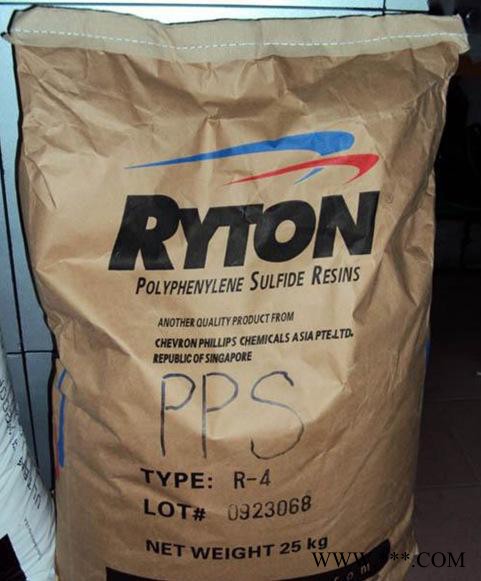 RYTON®
POLYPHENYLENE SULFIDE RESINS
ANOTHER QUALITY PRODUCT FROM
CHEVRON PHILLIPS CHEMICALS ASIA PTE-LTD.
REPUBLIC OF SINGAPORE
PPS
TYPE: R-4
LOT# 0923068
NET WEIGHT 25 kg